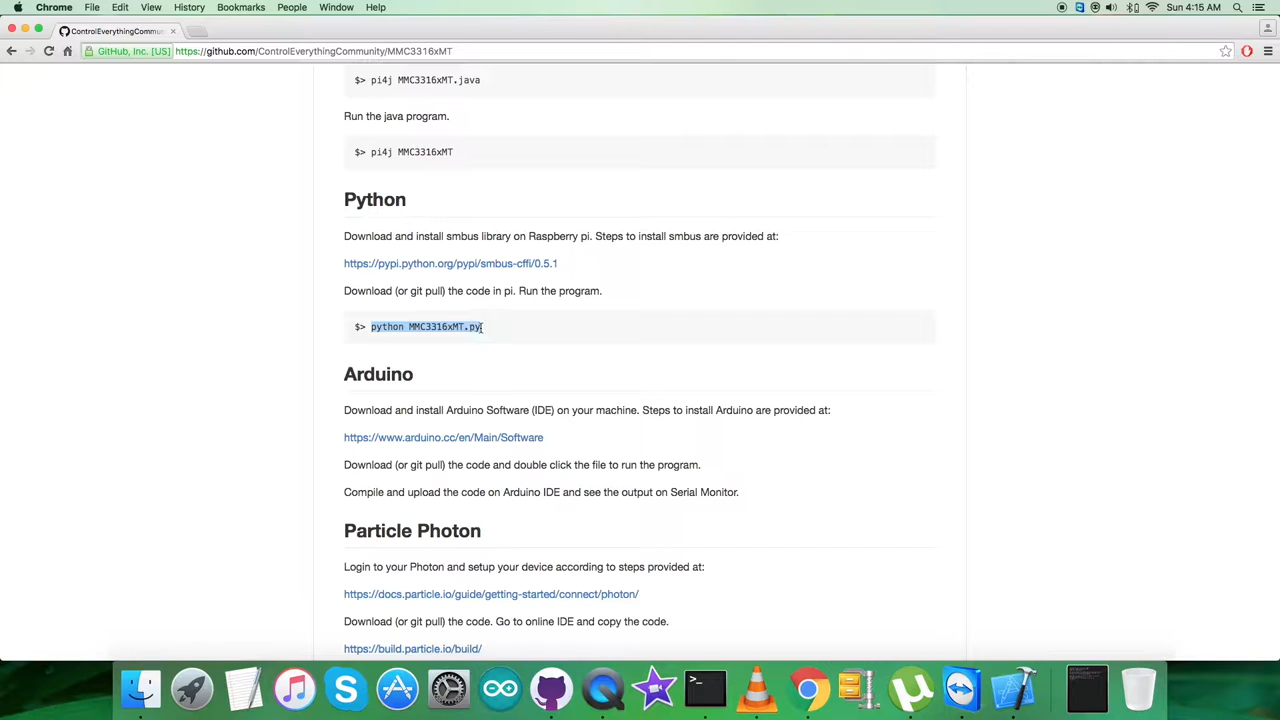 Chrome File Edit View History Bookmarks People Window Help Sun 4:15 AM
ControlEverythingCommun
GitHub, Inc. [US] https://github.com/ControlEverythingCommunity/MMC3316xMT
$> pi4j MMC3316xMT.java
Run the java program.
$> pi4j MMC3316xMT
Python
Download and install smbus library on Raspberry pi. Steps to install smbus are provided at:
https://pypi.python.org/pypi/smbus-cffi/0.5.1
Download (or git pull) the code in pi. Run the program.
$> python MMC3316xMT.py
Arduino
Download and install Arduino Software (IDE) on your machine. Steps to install Arduino are provided at:
https://www.arduino.cc/en/Main/Software
Download (or git pull) the code and double click the file to run the program.
Compile and upload the code on Arduino IDE and see the output on Serial Monitor.
Particle Photon
Login to your Photon and setup your device according to steps provided at:
https://docs.particle.io/guide/getting-started/connect/photon/
Download (or git pull) the code. Go to online IDE and copy the code.
https://build.particle.io/build/